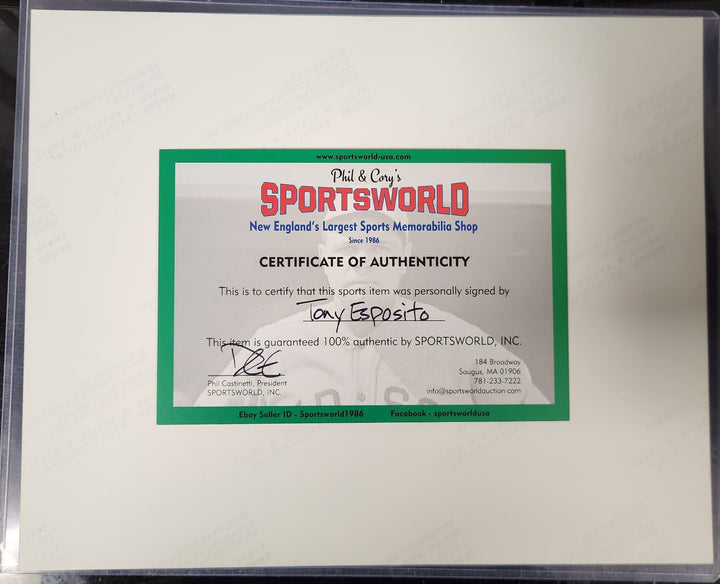 www.sportsworld-usa.com
Phil & Cory's
SPORTSWORLD
New England's Largest Sports Memorabilia Shop
Since 1986
CERTIFICATE OF AUTHENTICITY
This is to certify that this sports item was personally signed by
Tony Esposito
This item is guaranteed 100% authentic by SPORTSWORLD, INC.
Phil Castinetti, President
SPORTSWORLD, INC.
184 Broadway
Saugus, MA 01906
781-233-7222
info@sportsworldauction.com
Ebay Seller ID - Sportsworld1986 Facebook - sportsworldusa